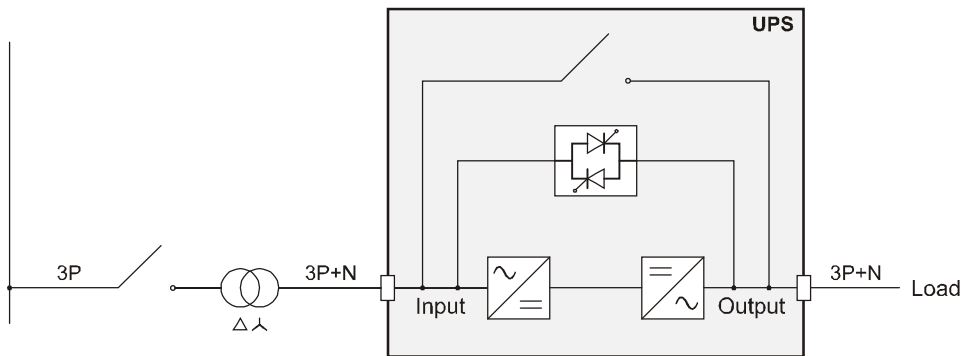 UPS
3P
3P+N
Input
Output
3P+N
Load